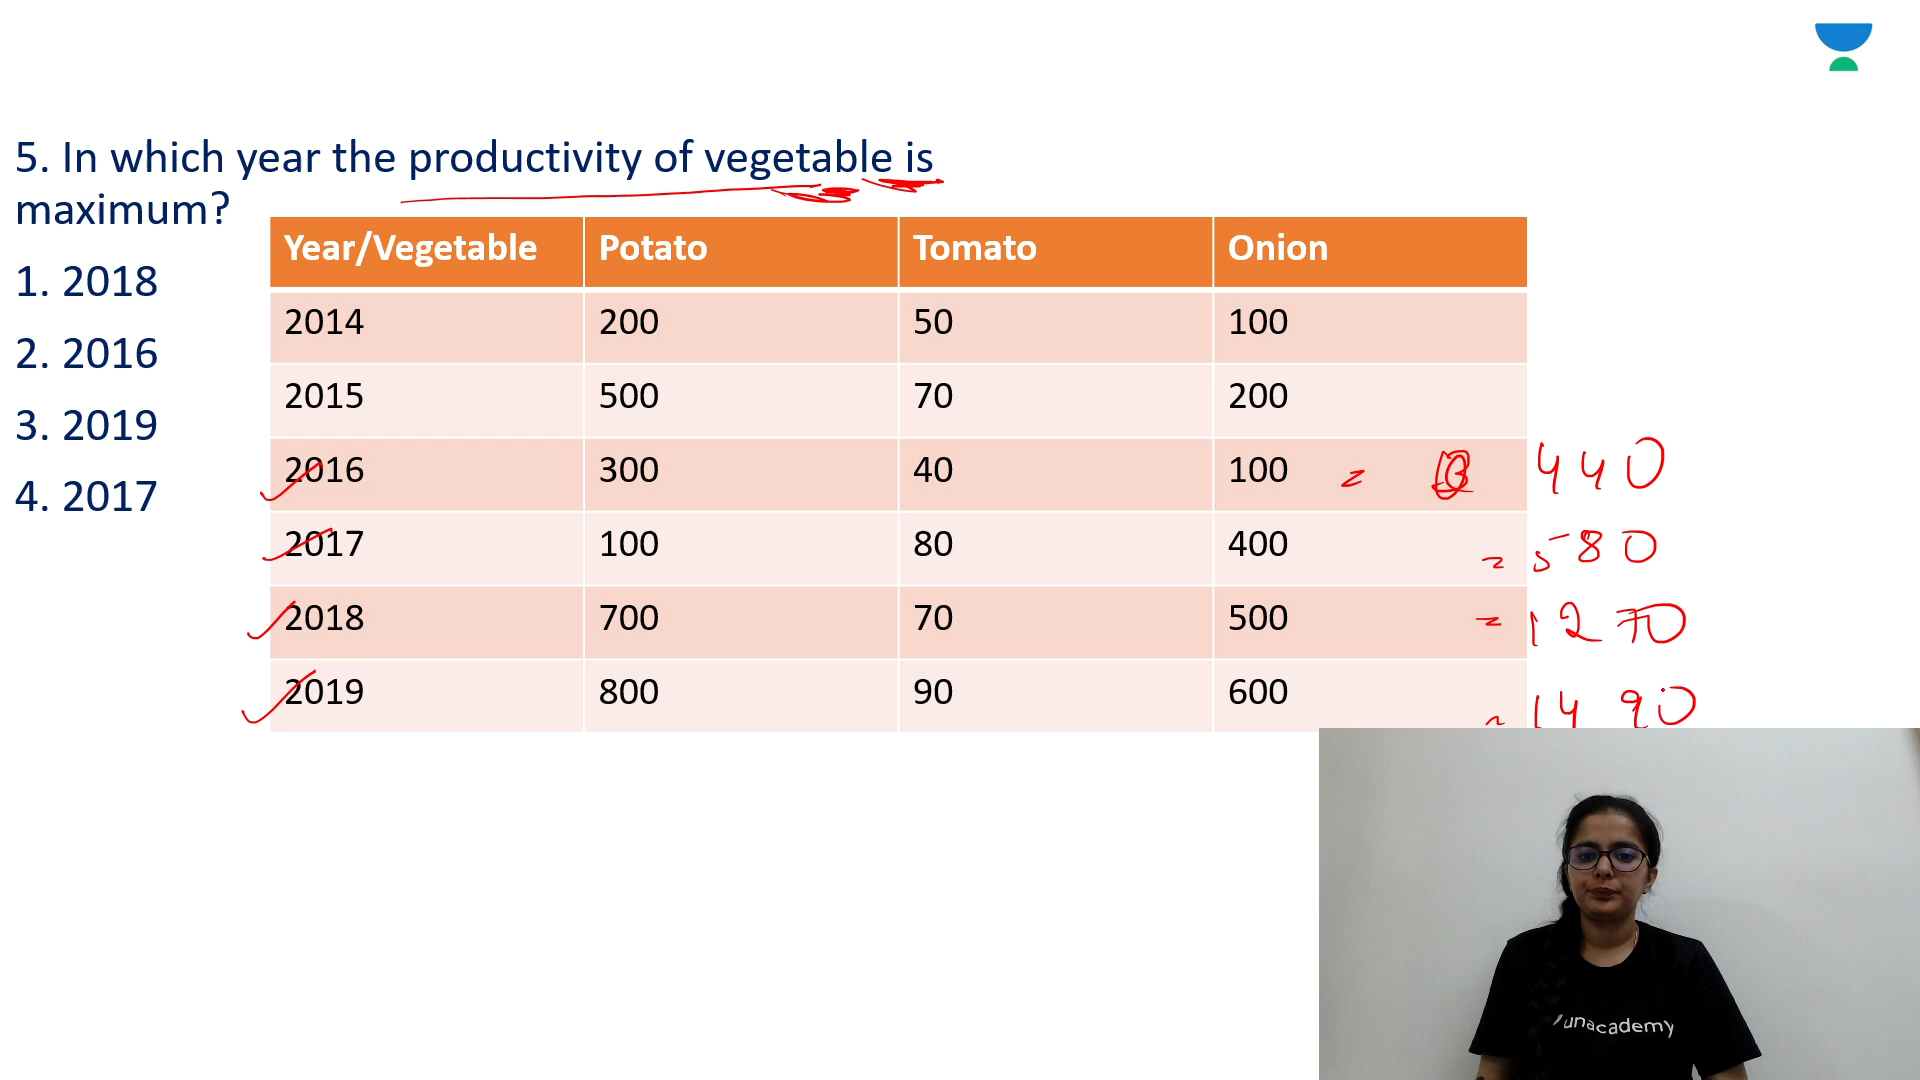 5. In which year the productivity of vegetable is
maximum?
1. 2018
2. 2016
3. 2019
4. 2017
Year/Vegetable Potato Tomato Onion
2014 200 50 100
2015 500 70 200
2016 300 40 100 = 440
2017 100 80 400 = 580
2018 700 70 500 = 1270
2019 800 90 600 = 1490
unacademy